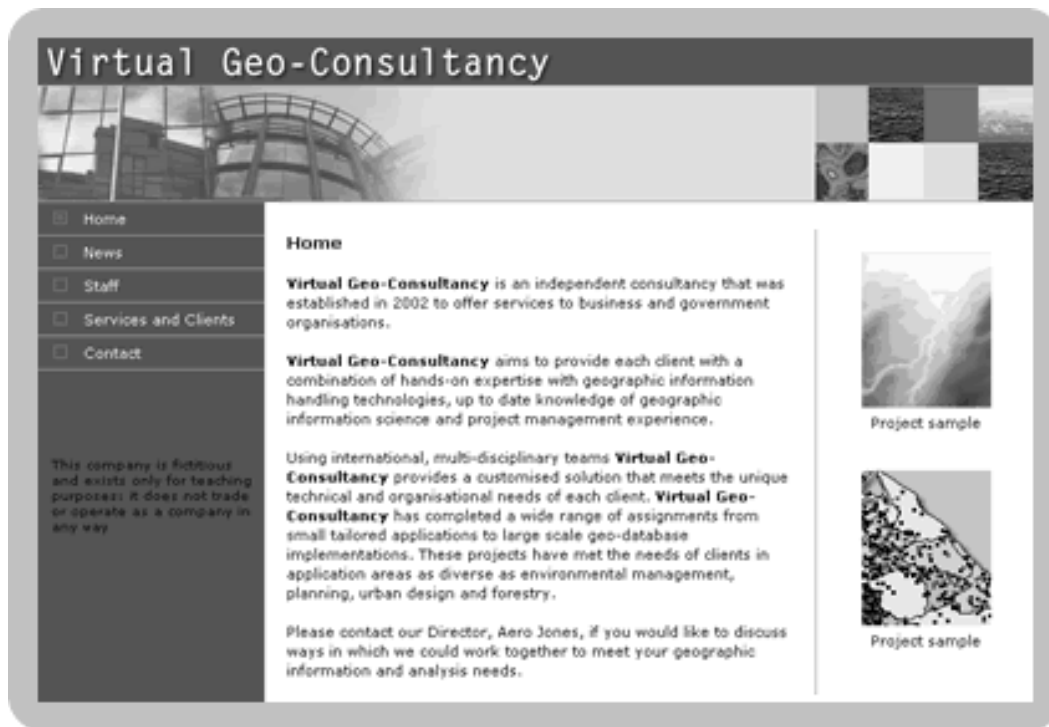 Virtual Geo-Consultancy
Home
News
Staff
Services and Clients
Contact
This company is fictitious
and exists only for teaching
purposes: it does not trade
or operate as a company in
any way
Home
Virtual Geo-Consultancy is an independent consultancy that was
established in 2002 to offer services to business and government
organisations.
Virtual Geo-Consultancy aims to provide each client with a
combination of hands-on expertise with geographic information
handling technologies, up to date knowledge of geographic
information science and project management experience.
Using international, multi-disciplinary teams Virtual Geo-
Consultancy provides a customised solution that meets the unique
technical and organisational needs of each client. Virtual Geo-
Consultancy has completed a wide range of assignments from
small tailored applications to large scale geo-database
implementations. These projects have met the needs of clients in
application areas as diverse as environmental management,
planning, urban design and forestry.
Please contact our Director, Aero Jones, if you would like to discuss
ways in which we could work together to meet your geographic
information and analysis needs.
Project sample
Project sample